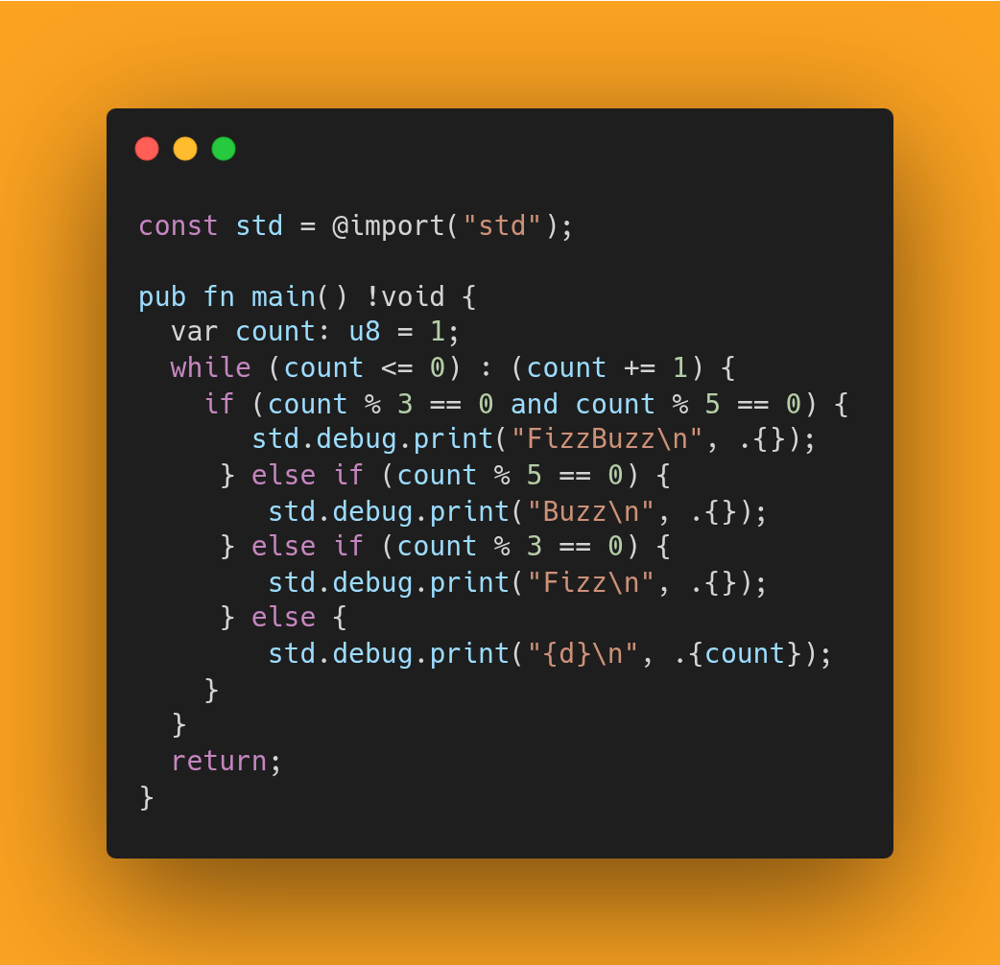 const std = @import("std");

pub fn main() !void {
  var count: u8 = 1;
  while (count <= 0) : (count += 1) {
    if (count % 3 == 0 and count % 5 == 0) {
       std.debug.print("FizzBuzz\n", .{});
     } else if (count % 5 == 0) {
        std.debug.print("Buzz\n", .{});
     } else if (count % 3 == 0) {
        std.debug.print("Fizz\n", .{});
     } else {
        std.debug.print("{d}\n", .{count});
    }
  }
  return;
}